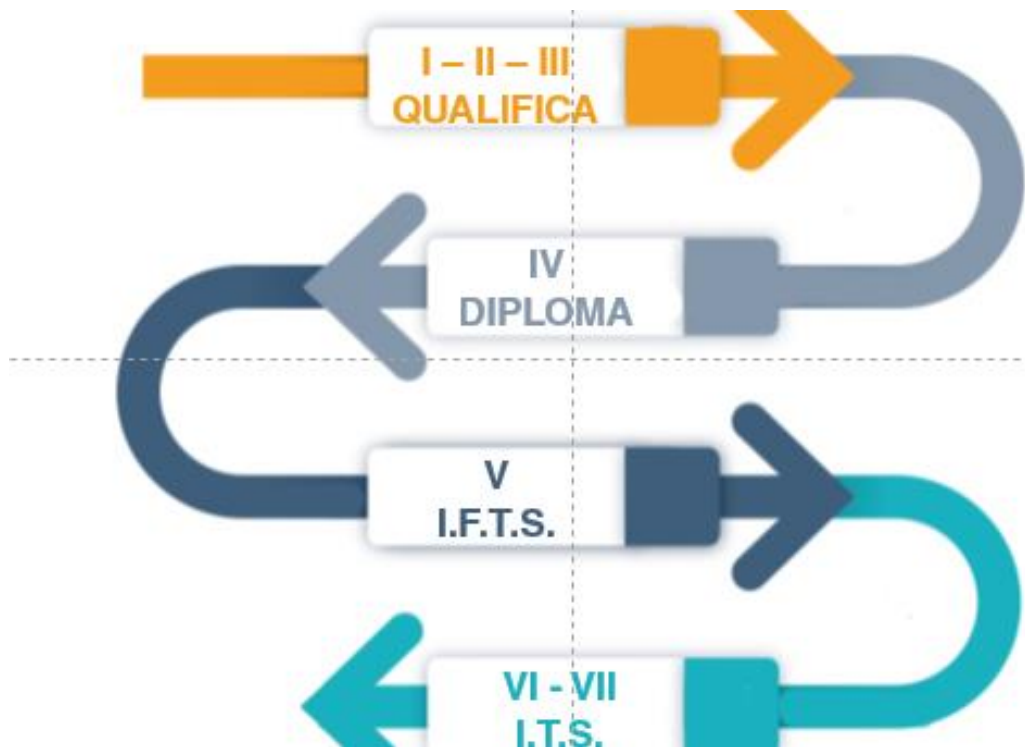 I – II – III
QUALIFICA
IV
DIPLOMA
V
I.F.T.S.
VI - VII
I.T.S.